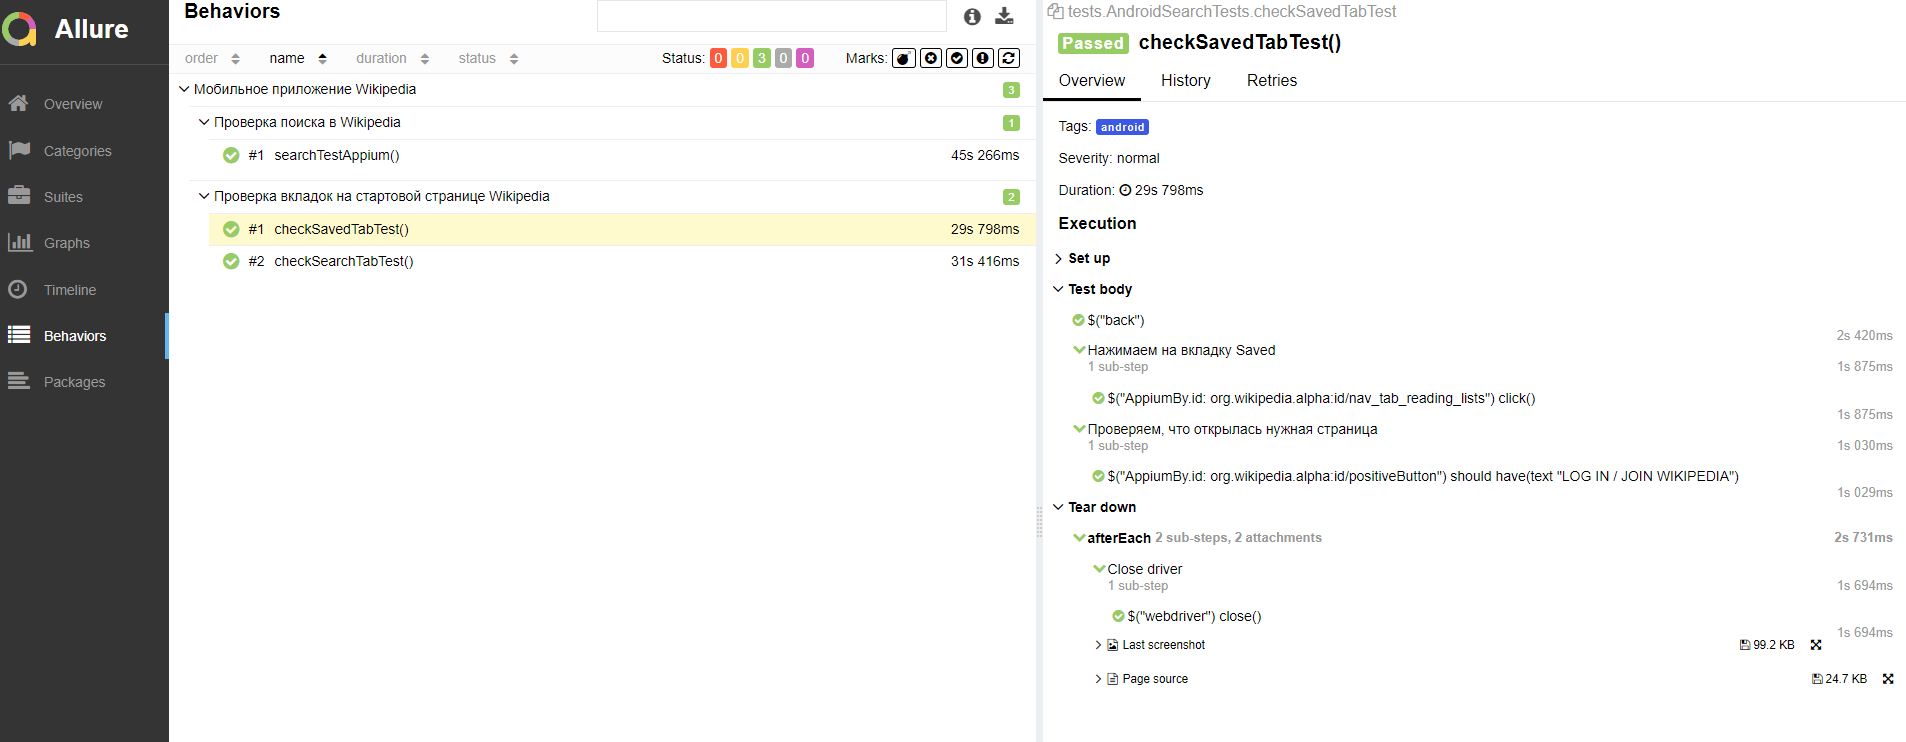 Allure
Overview
Categories
Suites
Graphs
Timeline
Behaviors
Packages
Behaviors
order name duration status Status: 0 0 3 0 0 Marks:
Мобильное приложение Wikipedia 3
Проверка поиска в Wikipedia 1
#1 searchTestAppium() 45s 266ms
Проверка вкладок на стартовой странице Wikipedia 2
#1 checkSavedTabTest() 29s 798ms
#2 checkSearchTabTest() 31s 416ms
tests.AndroidSearchTests.checkSavedTabTest
Passed checkSavedTabTest()
Overview History Retries
Tags: android
Severity: normal
Duration: 29s 798ms
Execution
Set up
Test body
$("back")
2s 420ms
Нажимаем на вкладку Saved
1 sub-step 1s 875ms
$("AppiumBy.id: org.wikipedia.alpha:id/nav_tab_reading_lists") click()
1s 875ms
Проверяем, что открылась нужная страница
1 sub-step 1s 030ms
$("AppiumBy.id: org.wikipedia.alpha:id/positiveButton") should have(text "LOG IN / JOIN WIKIPEDIA")
1s 029ms
Tear down
afterEach 2 sub-steps, 2 attachments 2s 731ms
Close driver
1 sub-step 1s 694ms
$("webdriver") close()
1s 694ms
Last screenshot 99.2 KB
Page source 24.7 KB